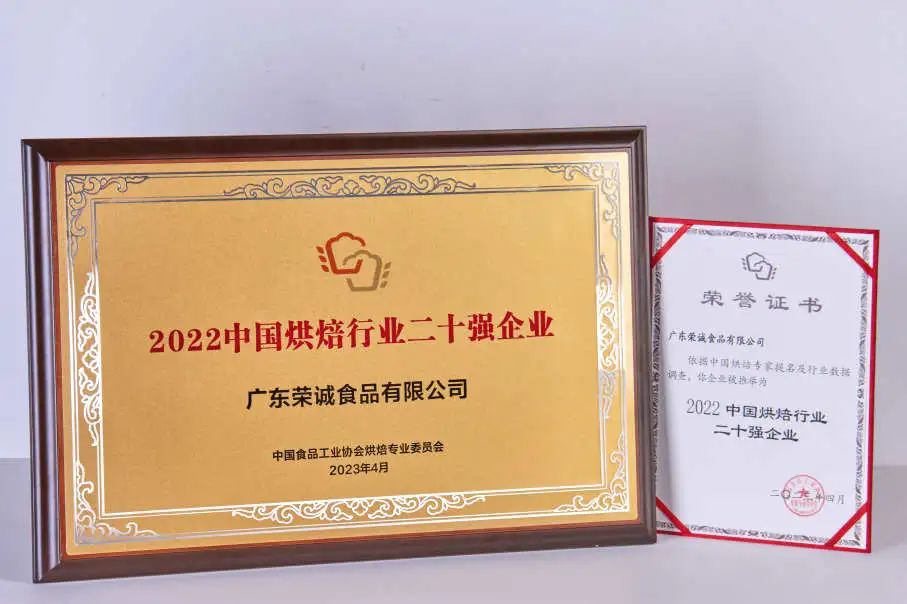 2022中国烘焙行业二十强企业
广东荣诚食品有限公司
中国食品工业协会烘焙专业委员会
2023年4月
荣誉证书
广东荣诚食品有限公司
依据中国烘焙专家提名及行业数据
调查，你企业被推举为
2022 中国烘焙行业
二十强企业
二〇 年四月